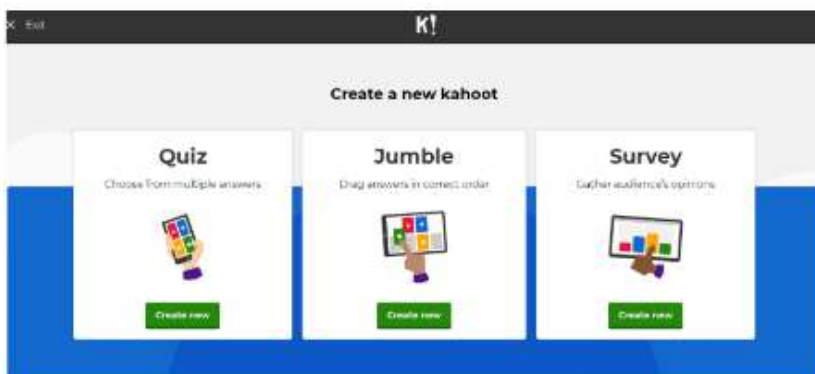 × Exit
K!
Create a new kahoot
Quiz
Choose from multiple answers
Create new
Jumble
Drag answers in correct order
Create new
Survey
Gather audience's opinions
Create new